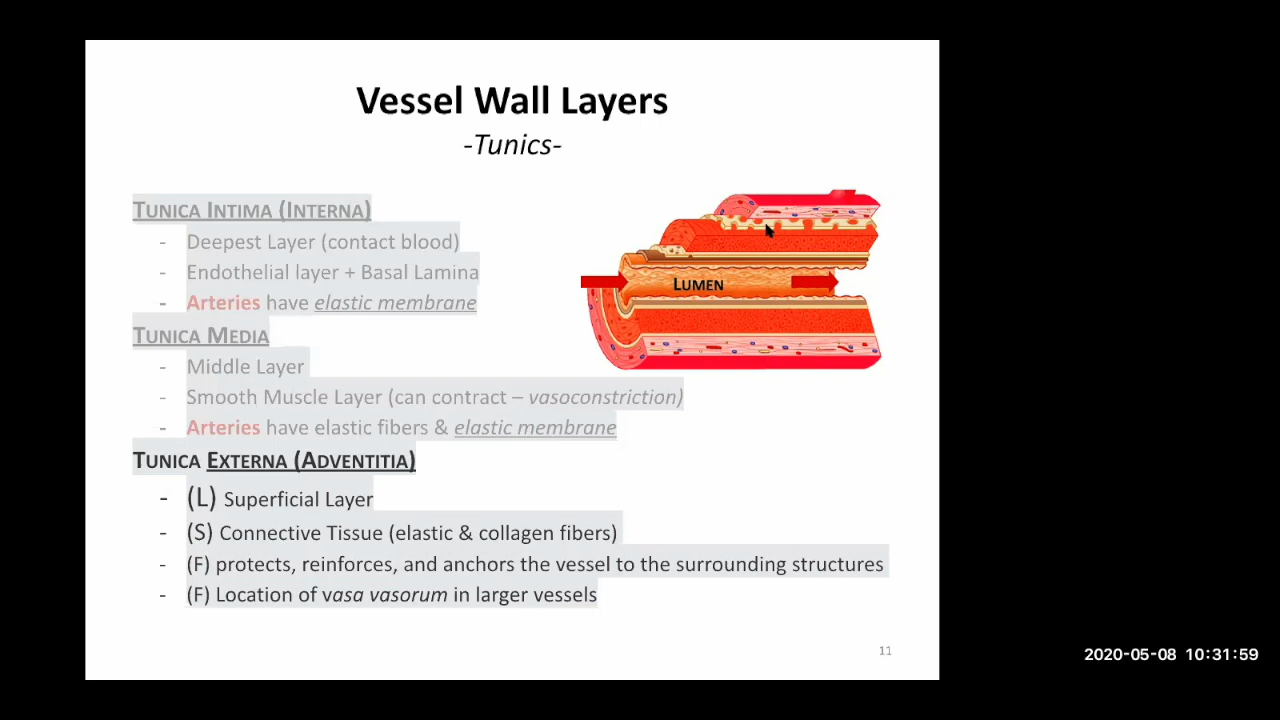 Vessel Wall Layers
-Tunics-
TUNICA INTIMA (INTERNA)
- Deepest Layer (contact blood)
- Endothelial layer + Basal Lamina
- Arteries have elastic membrane
LUMEN
TUNICA MEDIA
- Middle Layer
- Smooth Muscle Layer (can contract – vasoconstriction)
- Arteries have elastic fibers & elastic membrane
TUNICA EXTERNA (ADVENTITIA)
- (L) Superficial Layer
- (S) Connective Tissue (elastic & collagen fibers)
- (F) protects, reinforces, and anchors the vessel to the surrounding structures
- (F) Location of vasa vasorum in larger vessels
11
2020-05-08 10:31:59